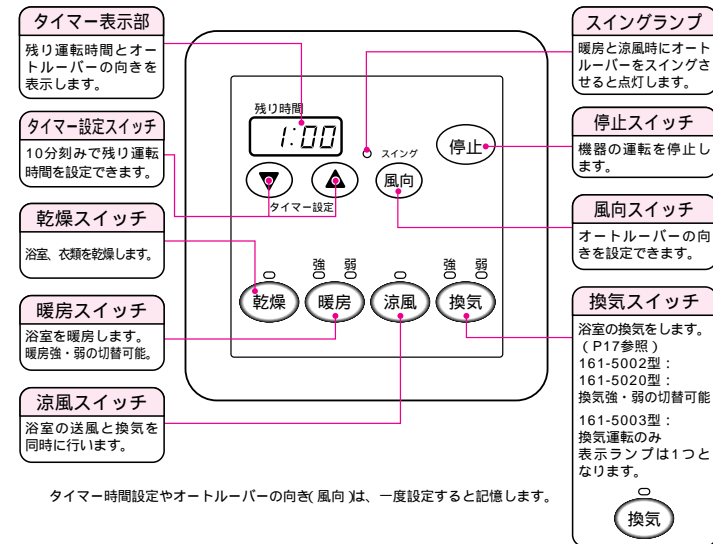 タイマー表示部
残り運転時間とオー
トルーバーの向きを
表示します。
タイマー設定スイッチ
10分刻みで残り運転
時間を設定できます。
乾燥スイッチ
浴室、衣類を乾燥します。
暖房スイッチ
浴室を暖房します。
暖房強・弱の切替可能。
涼風スイッチ
浴室の送風と換気を
同時に行います。
残り時間
1:00
スイング
停止
風向
タイマー設定
強 弱
強 弱
乾燥
暖房
涼風
換気
スイングランプ
暖房と涼風時にオート
ルーバーをスイングさ
せると点灯します。
停止スイッチ
機器の運転を停止し
ます。
風向スイッチ
オートルーバーの向
きを設定できます。
換気スイッチ
浴室の換気をします。
(P17参照)
161-5002型:
161-5020型:
換気強・弱の切替可能
161-5003型:
換気運転のみ
表示ランプは1つと
なります。
換気
タイマー時間設定やオートルーバーの向き(風向)は、一度設定すると記憶します。